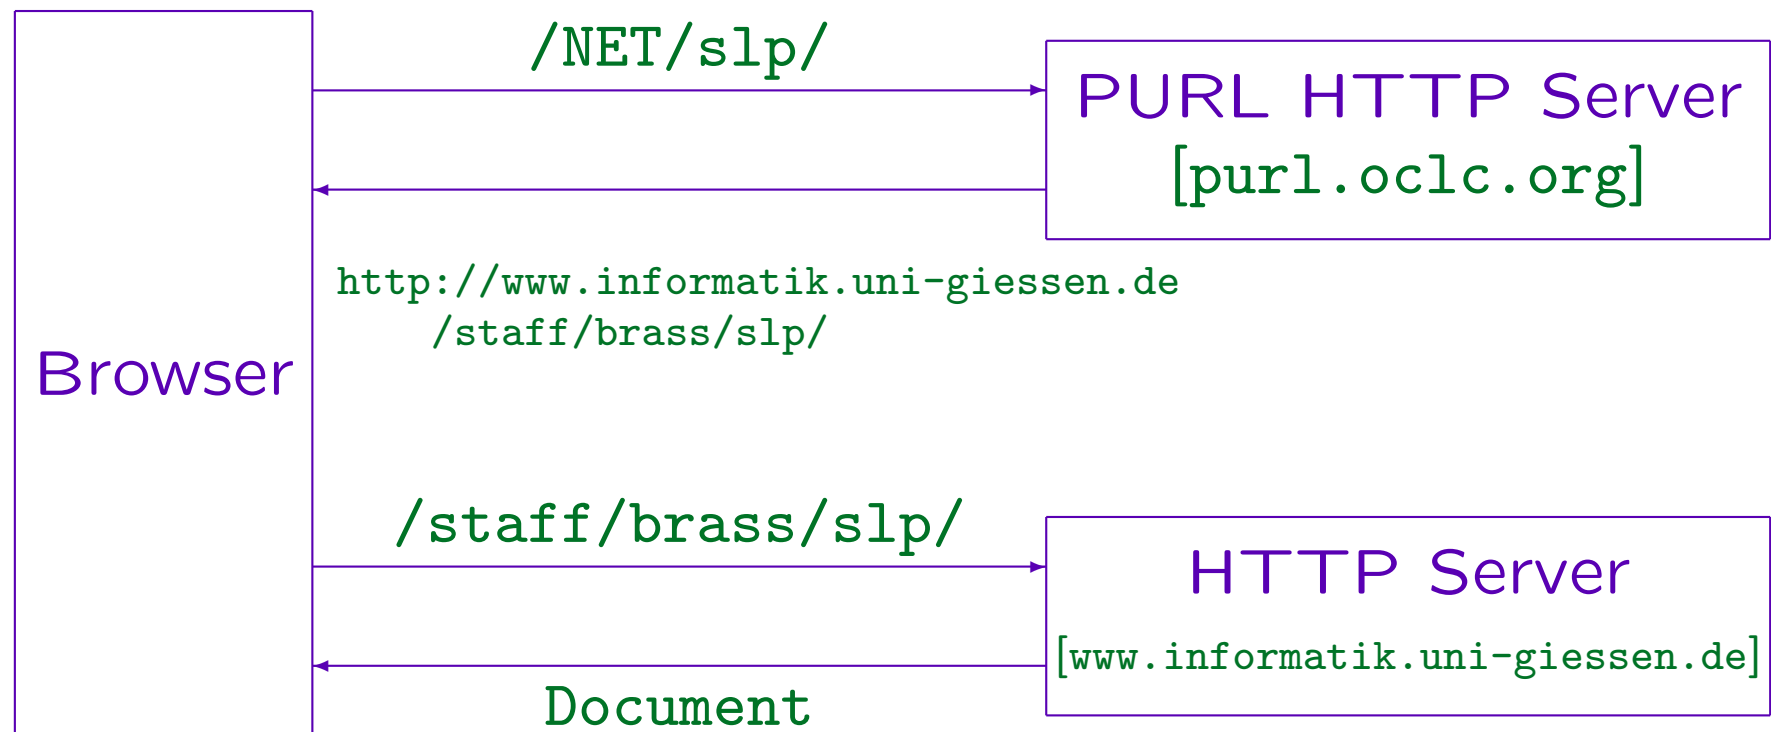 /NET/slp/
PURL HTTP Server
[purl.oclc.org]
http://www.informatik.uni-giessen.de
/staff/brass/slp/
Browser
/staff/brass/slp/
HTTP Server
[www.informatik.uni-giessen.de]
Document